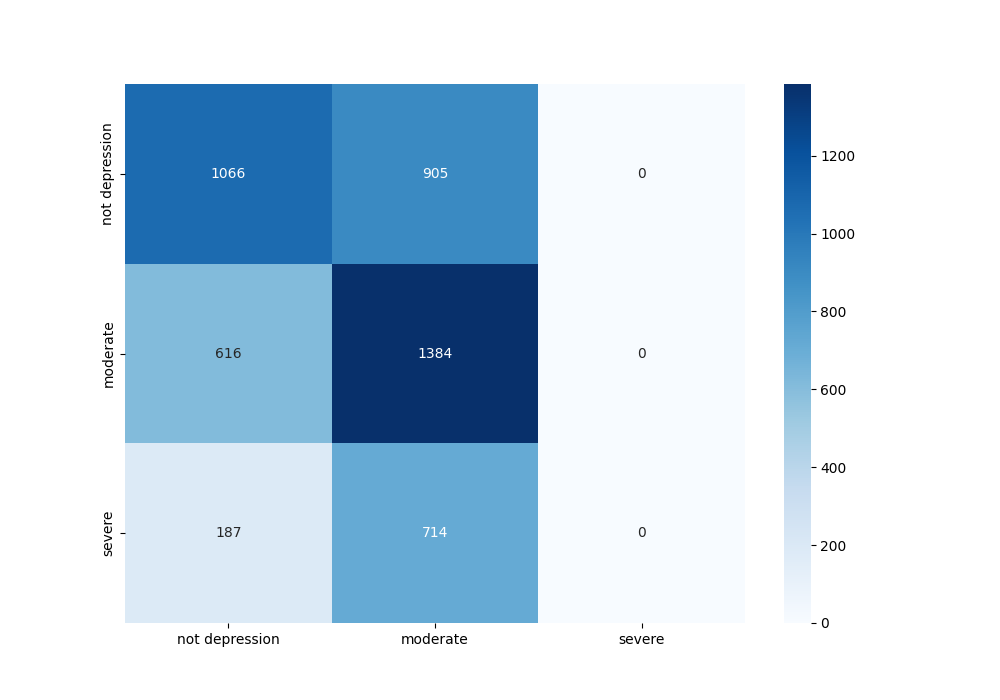 not depression
1066 905 0
moderate
616 1384 0
severe
187 714 0
not depression moderate severe
1200
1000
800
600
400
200
0